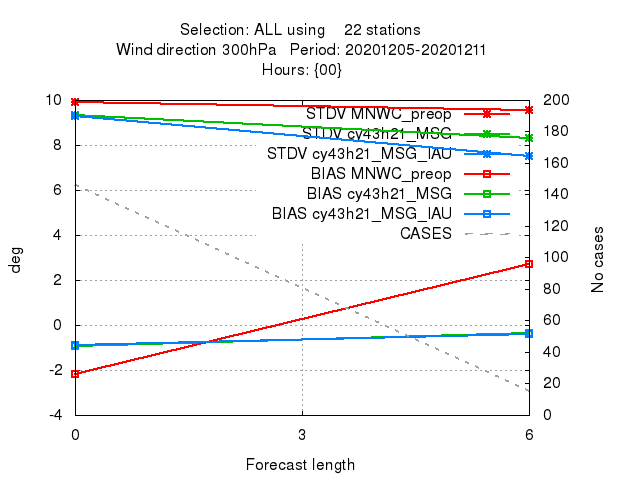 Selection: ALL using 22 stations
Wind direction 300hPa Period: 20201205-20201211
Hours: {00}
10
8
6
4
2
0
-2
-4
deg
200
180
160
140
120
100
80
60
40
20
0
No cases
STDV MNWC_preop
STDV cy43h21_MSG
STDV cy43h21_MSG_IAU
BIAS MNWC_preop
BIAS cy43h21_MSG
BIAS cy43h21_MSG_IAU
CASES
0 3 6
Forecast length